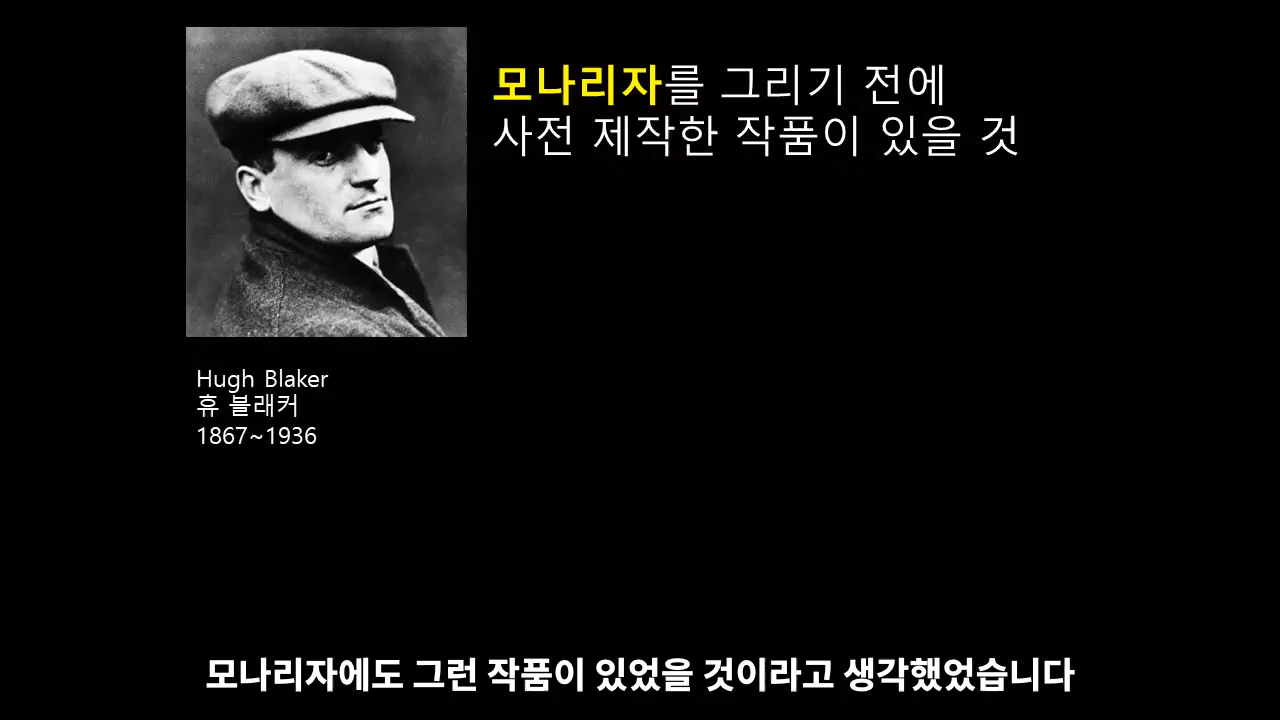 모나리자를 그리기 전에
사전 제작한 작품이 있을 것
Hugh Blaker
휴 블래커
1867~1936
모나리자에도 그런 작품이 있었을 것이라고 생각했었습니다